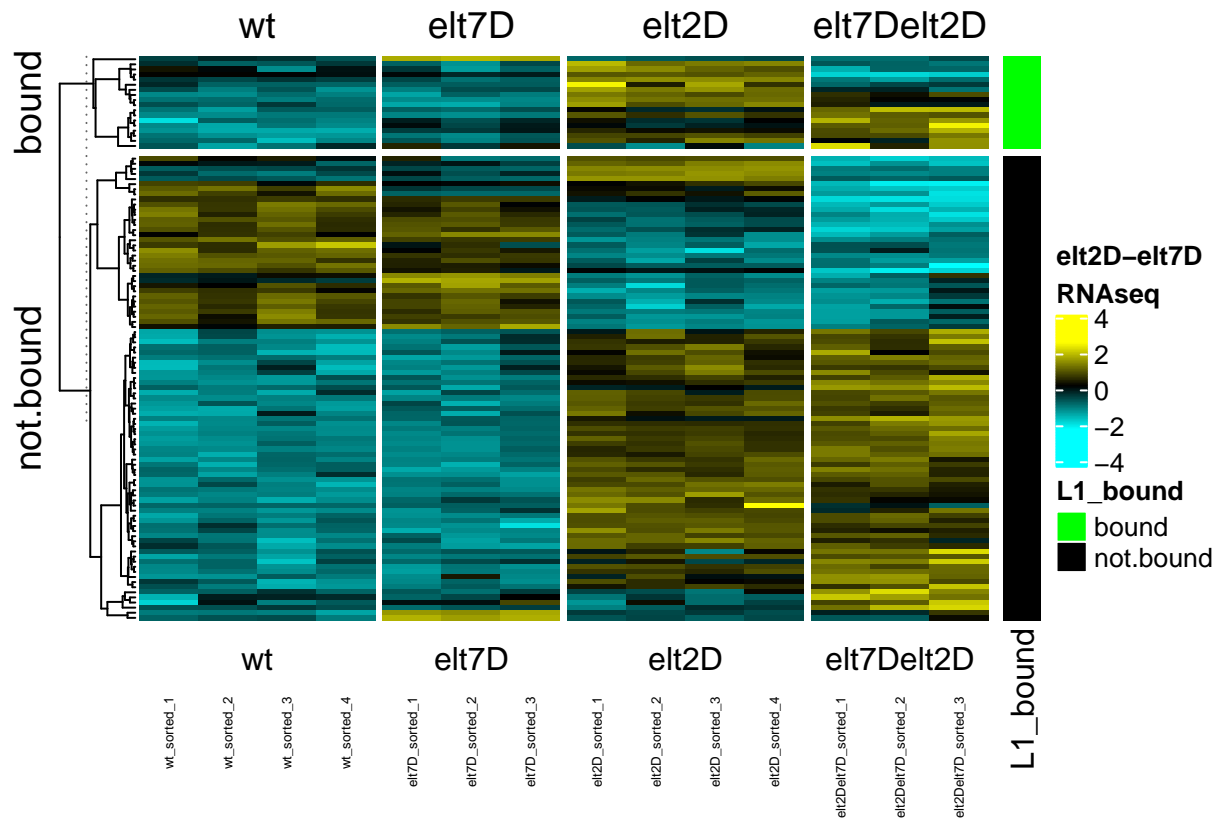 wt elt7D elt2D elt7Delt2D
bound
not.bound
elt2D−elt7D
RNAseq
4
2
0
−2
−4
L1_bound
bound
not.bound
wt elt7D elt2D elt7Delt2D
L1_bound
wt_sorted_1
wt_sorted_2
wt_sorted_3
wt_sorted_4
elt7D_sorted_1
elt7D_sorted_2
elt7D_sorted_3
elt2D_sorted_1
elt2D_sorted_2
elt2D_sorted_3
elt2D_sorted_4
elt2Delt7D_sorted_1
elt2Delt7D_sorted_2
elt2Delt7D_sorted_3